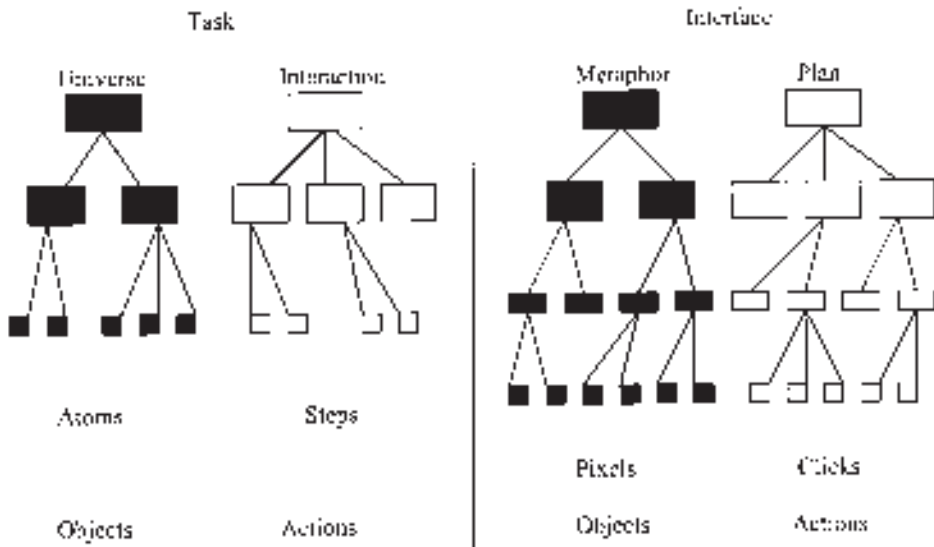 Task
Interface
Universe
Interaction
Metaphor
Plan
Atoms
Steps
Pixels
Clicks
Objects
Actions
Objects
Actions